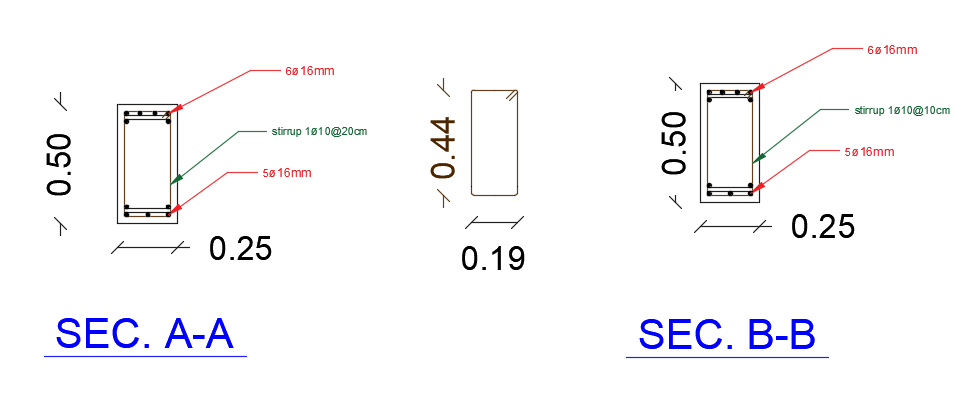 6ø16mm
stirrup 1ø10@20cm
5ø16mm
0.50
0.25
SEC. A-A
0.44
0.19
6ø16mm
stirrup 1ø10@10cm
5ø16mm
0.50
0.25
SEC. B-B